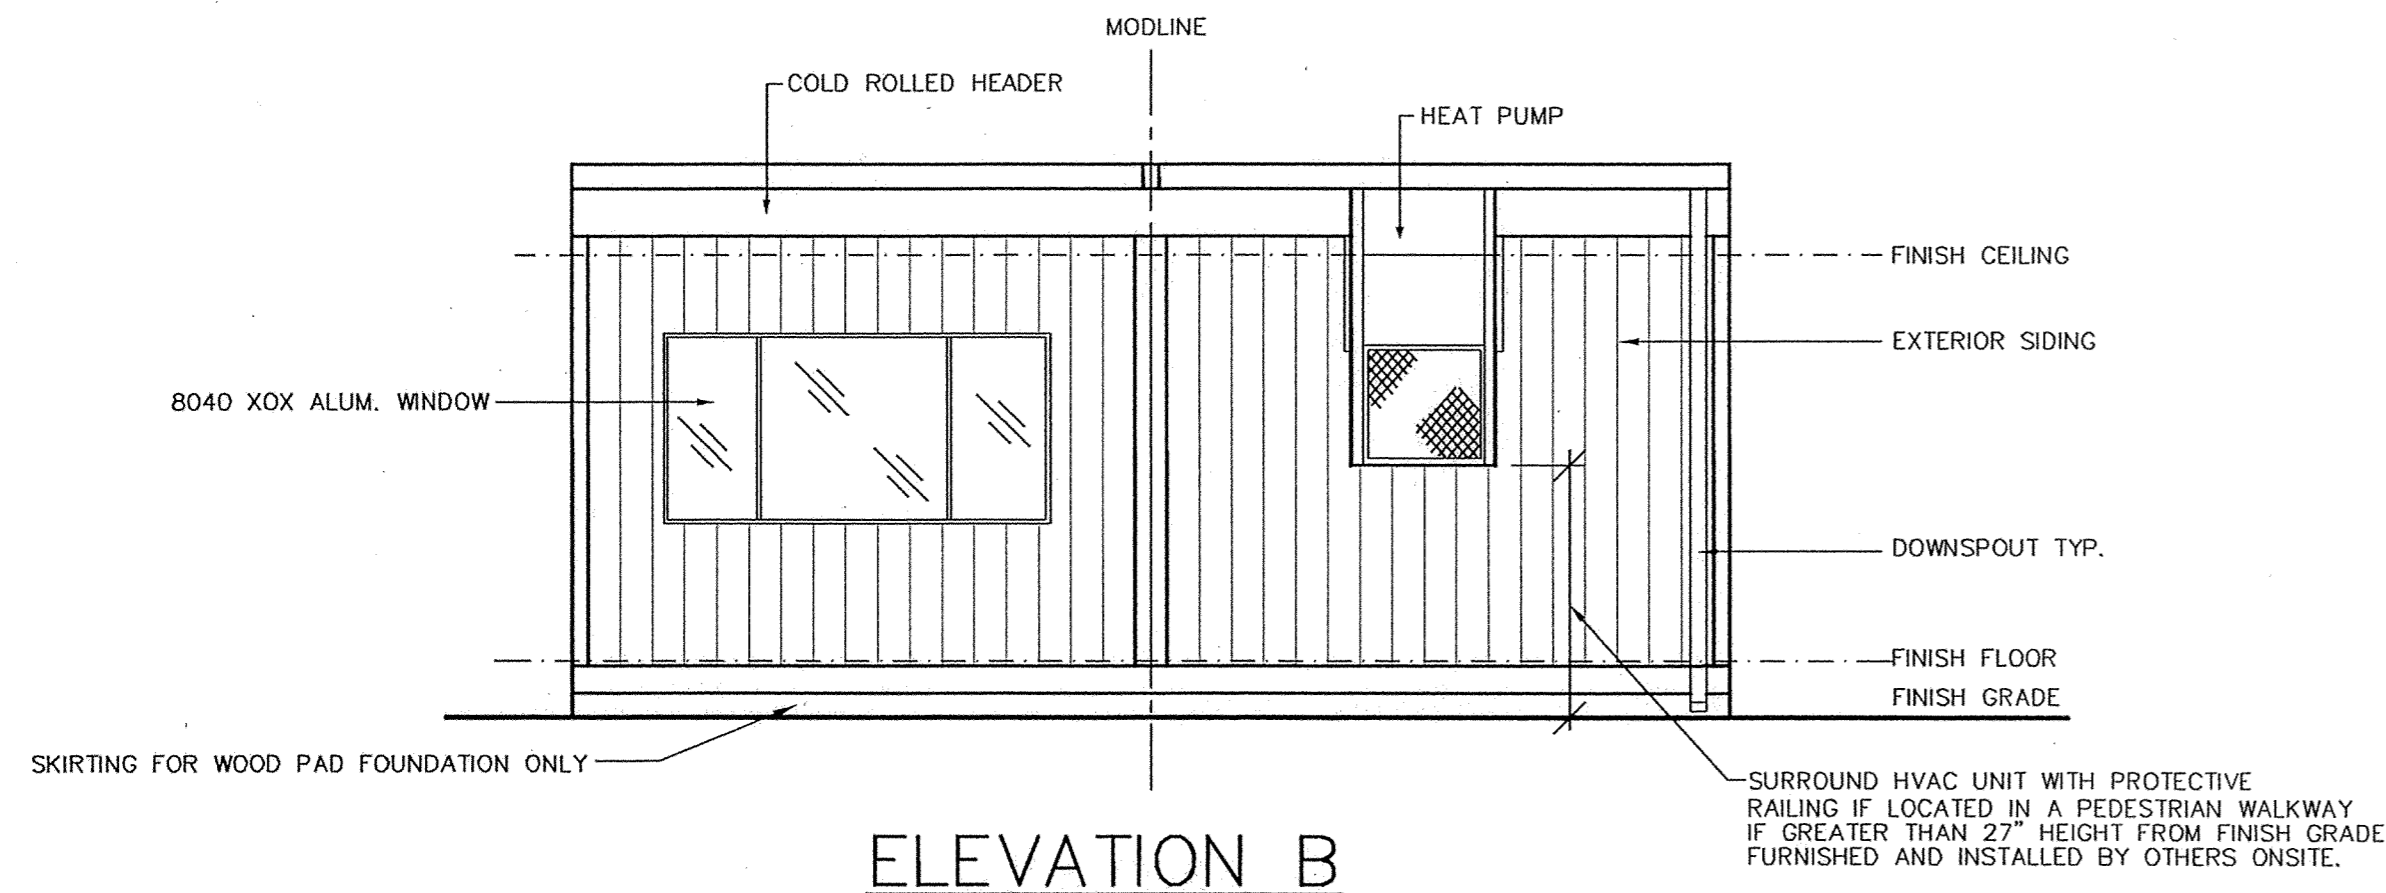 MODLINE
COLD ROLLED HEADER
HEAT PUMP
FINISH CEILING
EXTERIOR SIDING
8040 XOX ALUM. WINDOW
DOWNSPOUT TYP.
FINISH FLOOR
FINISH GRADE
SKIRTING FOR WOOD PAD FOUNDATION ONLY
SURROUND HVAC UNIT WITH PROTECTIVE
RAILING IF LOCATED IN A PEDESTRIAN WALKWAY
IF GREATER THAN 27" HEIGHT FROM FINISH GRADE
FURNISHED AND INSTALLED BY OTHERS ONSITE.
ELEVATION B